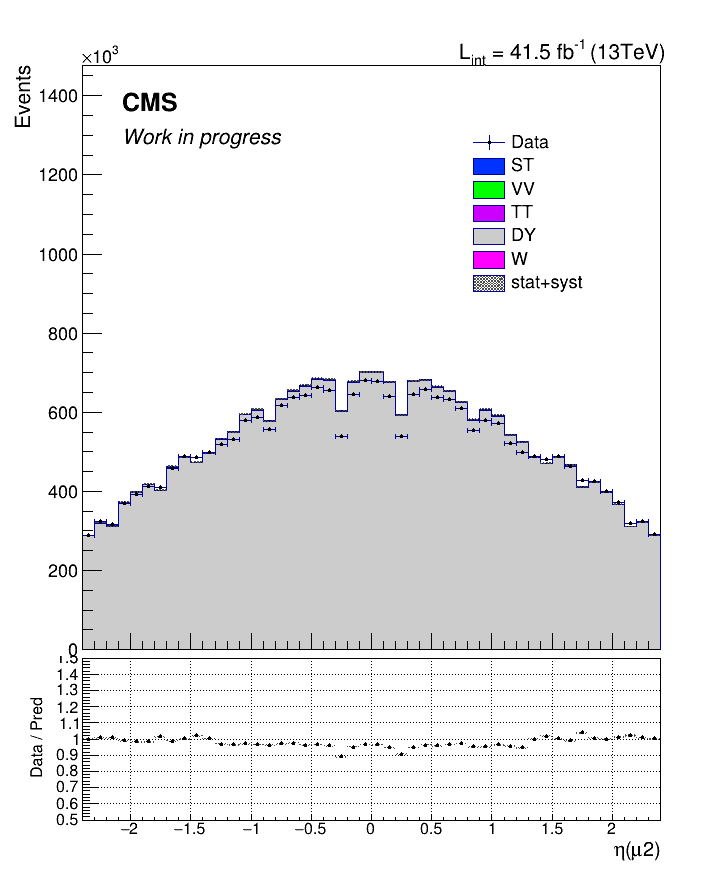 ×10³
L_int = 41.5 fb⁻¹ (13TeV)
Events
CMS
Work in progress
Data
ST
VV
TT
DY
W
stat+syst
1400
1200
1000
800
600
400
200
0
Data / Pred
1.5
1.4
1.3
1.2
1.1
1
0.9
0.8
0.7
0.6
0.5
−2 −1.5 −1 −0.5 0 0.5 1 1.5 2
η(μ2)